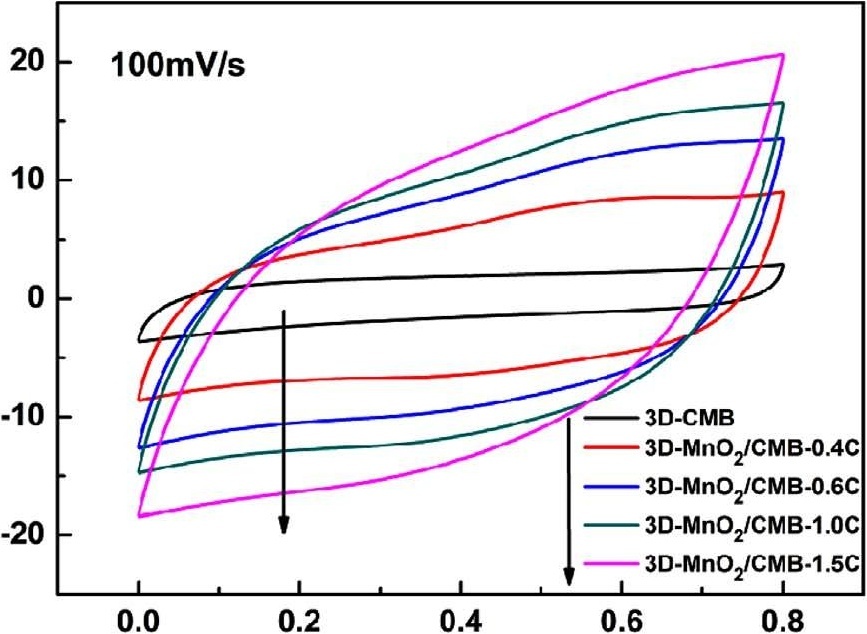 100mV/s
20
10
0
-10
-20
3D-CMB
3D-MnO2/CMB-0.4C
3D-MnO2/CMB-0.6C
3D-MnO2/CMB-1.0C
3D-MnO2/CMB-1.5C
0.0 0.2 0.4 0.6 0.8